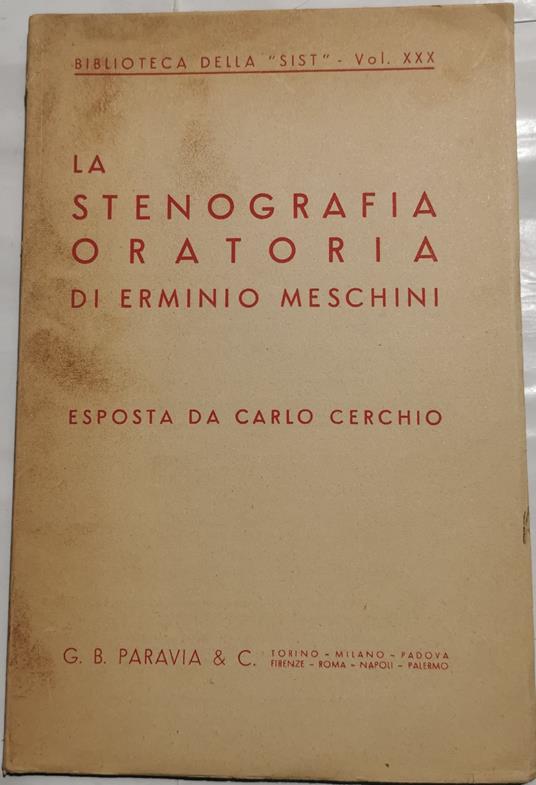 BIBLIOTECA DELLA "SIST" - Vol. XXX
LA
STENOGRAFIA
ORATORIA
DI ERMINIO MESCHINI
ESPOSTA DA CARLO CERCHIO
G. B. PARAVIA & C.
TORINO - MILANO - PADOVA
FIRENZE - ROMA - NAPOLI - PALERMO